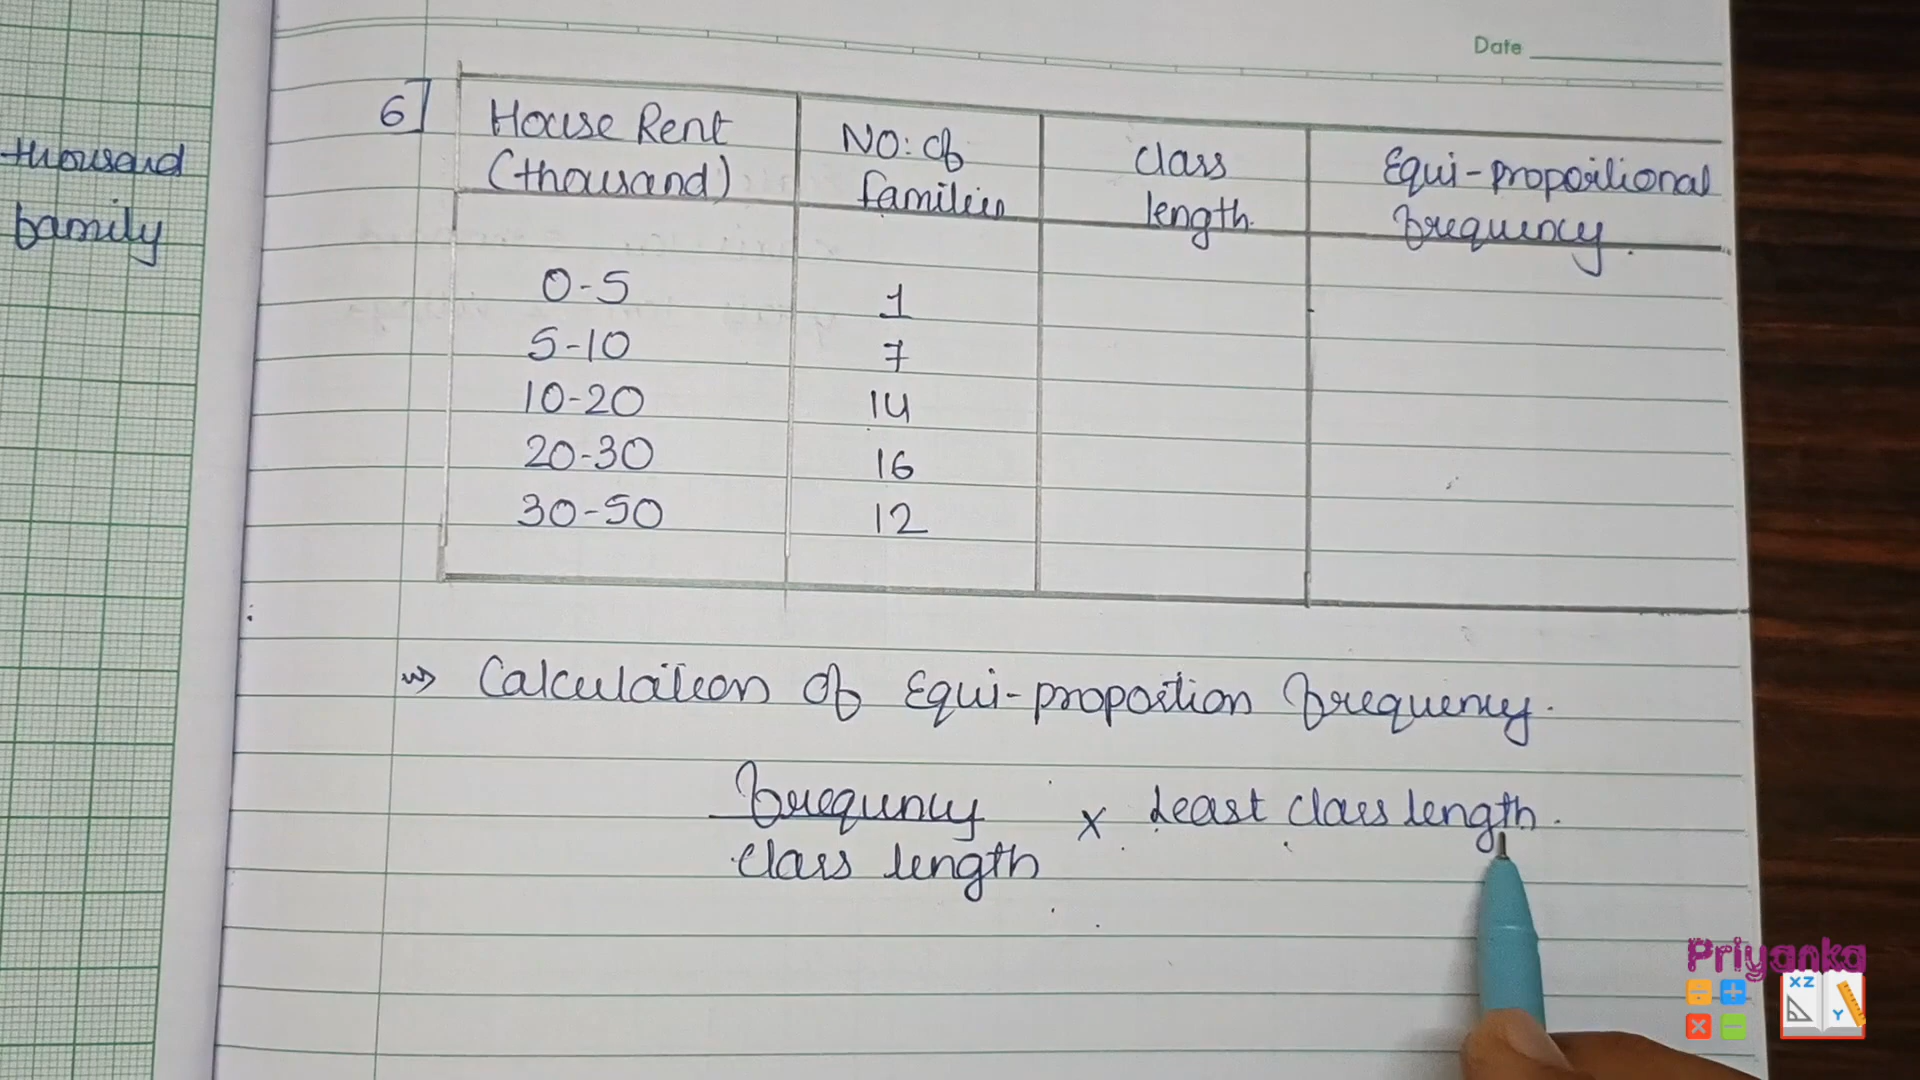 Date
thousand
family
6]
House Rent (thousand) | No: of families | Class length. | Equi-proportional frequency.
0-5 | 1
5-10 | 7
10-20 | 14
20-30 | 16
30-50 | 12
⇒ Calculation of Equi-proportion frequency.
Frequncy × Least class length.
Class length
Priyanka
- +
× -
XZ
Y